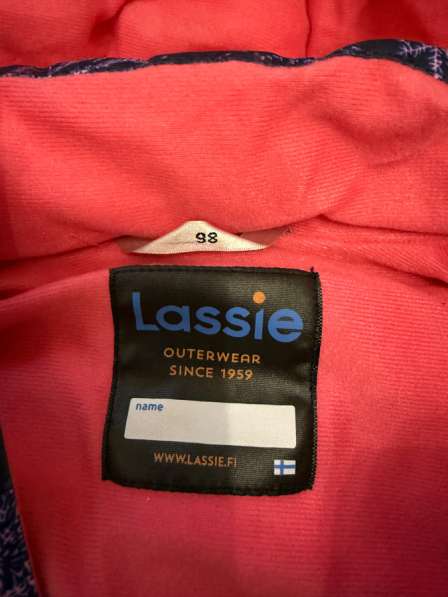 98
Lassie
OUTERWEAR
SINCE 1959
name
WWW.LASSIE.FI